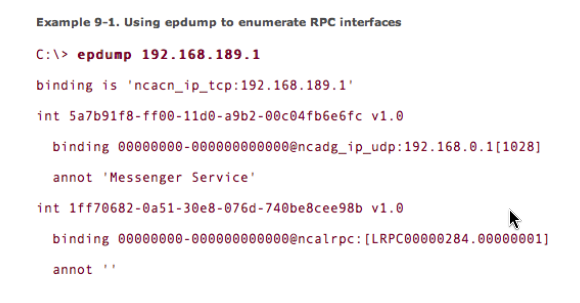 Example 9-1. Using epdump to enumerate RPC interfaces
C:\> epdump 192.168.189.1
binding is 'ncacn_ip_tcp:192.168.189.1'
int 5a7b91f8-ff00-11d0-a9b2-00c04fb6e6fc v1.0
binding 00000000-000000000000@ncadg_ip_udp:192.168.0.1[1028]
annot 'Messenger Service'
int 1ff70682-0a51-30e8-076d-740be8cee98b v1.0
binding 00000000-000000000000@ncalrpc:[LRPC00000284.00000001]
annot ''